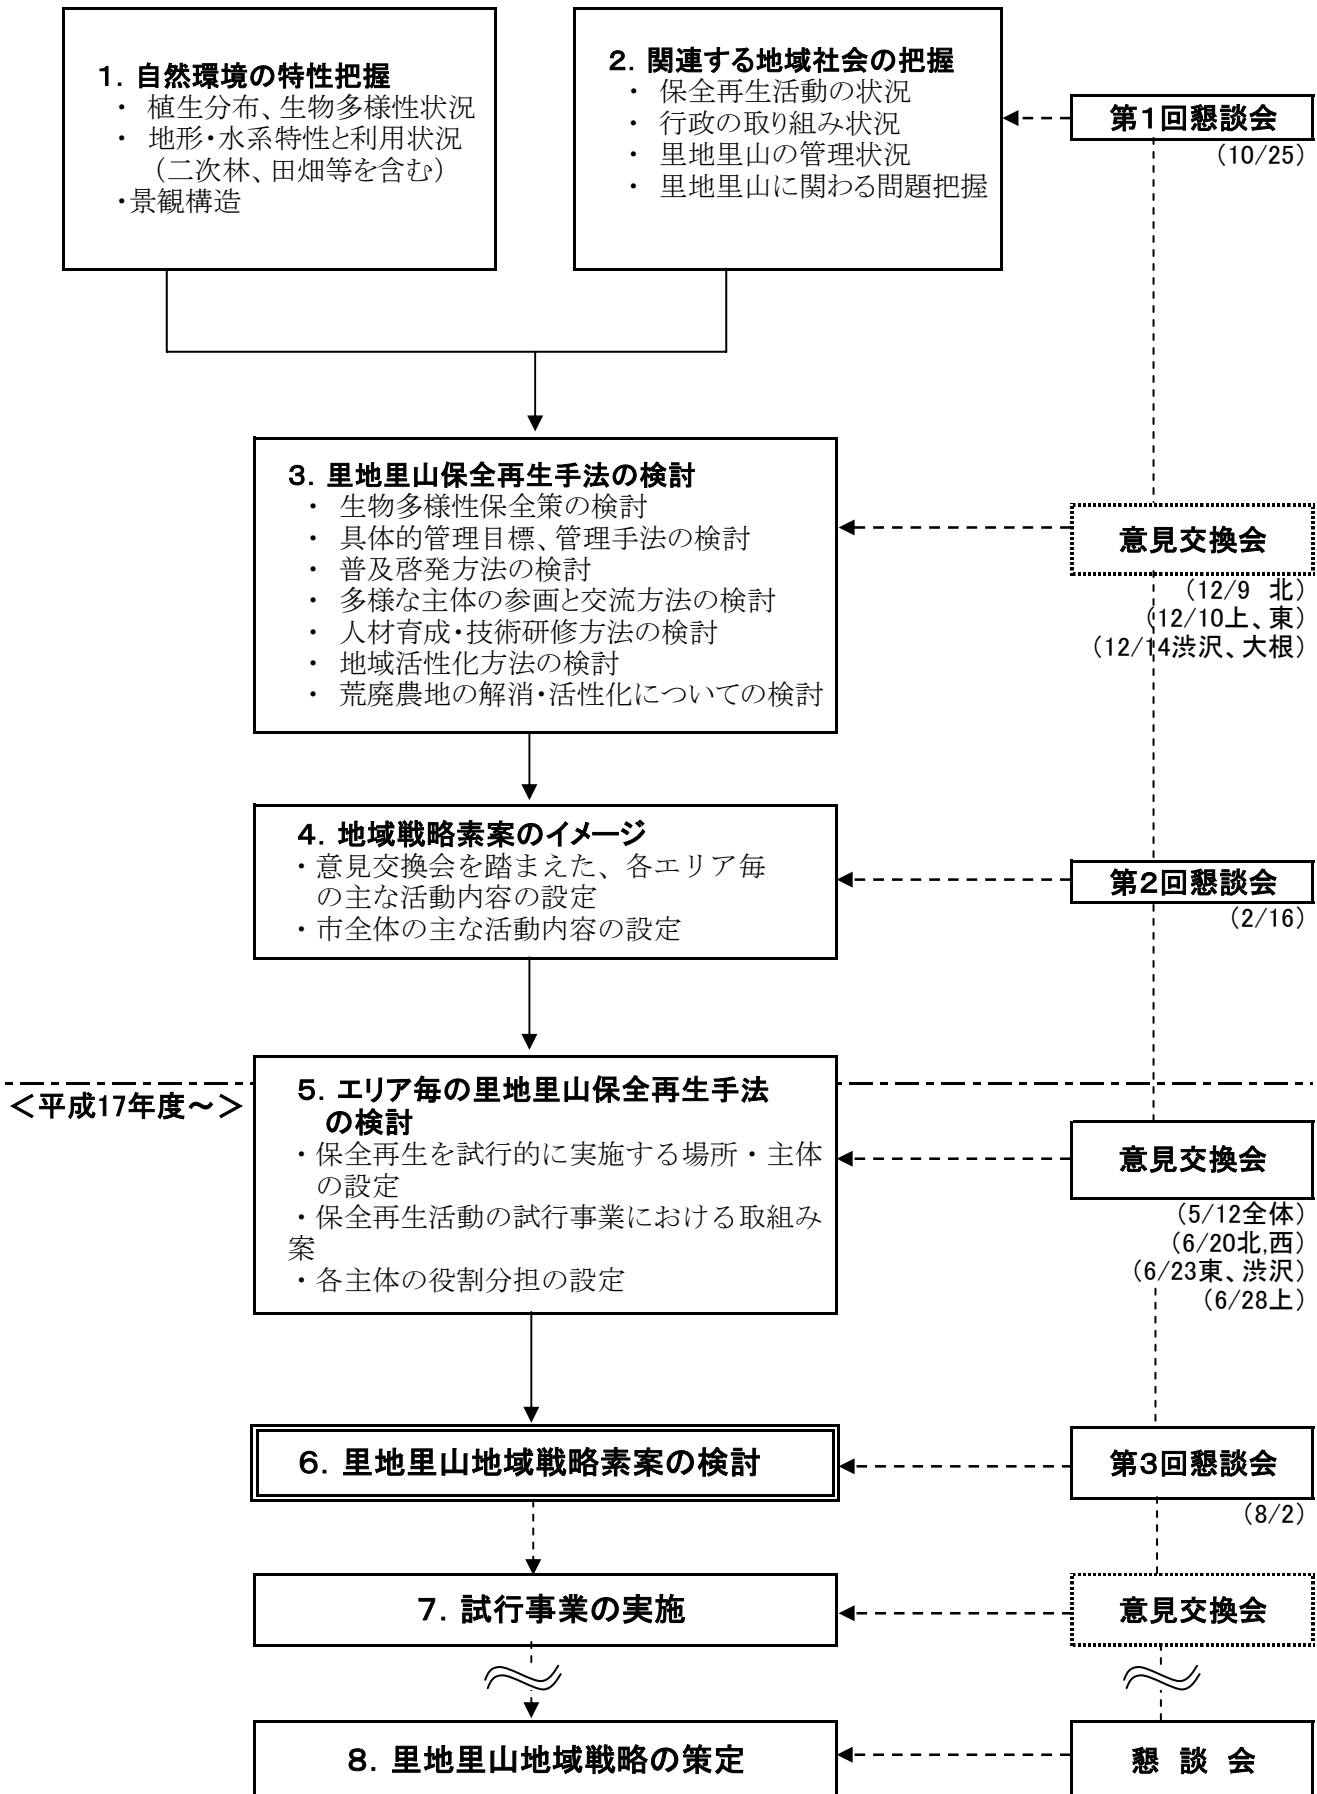 1．自然環境の特性把握
・ 植生分布、生物多様性状況
・ 地形・水系特性と利用状況
（二次林、田畑等を含む）
・景観構造
2．関連する地域社会の把握
・ 保全再生活動の状況
・ 行政の取り組み状況
・ 里地里山の管理状況
・ 里地里山に関わる問題把握
第1回懇談会
（10/25）
3．里地里山保全再生手法の検討
・ 生物多様性保全策の検討
・ 具体的管理目標、管理手法の検討
・ 普及啓発方法の検討
・ 多様な主体の参画と交流方法の検討
・ 人材育成・技術研修方法の検討
・ 地域活性化方法の検討
・ 荒廃農地の解消・活性化についての検討
意見交換会
（12/9 北）
（12/10上、東）
（12/14渋沢、大根）
4．地域戦略素案のイメージ
・意見交換会を踏まえた、各エリア毎
の主な活動内容の設定
・市全体の主な活動内容の設定
第2回懇談会
（2/16）
＜平成17年度～＞
5．エリア毎の里地里山保全再生手法
の検討
・保全再生を試行的に実施する場所・主体
の設定
・保全再生活動の試行事業における取組み
案
・各主体の役割分担の設定
意見交換会
（5/12全体）
（6/20北,西）
（6/23東、渋沢）
（6/28上）
6．里地里山地域戦略素案の検討
第3回懇談会
（8/2）
7．試行事業の実施
意見交換会
8．里地里山地域戦略の策定
懇 談 会